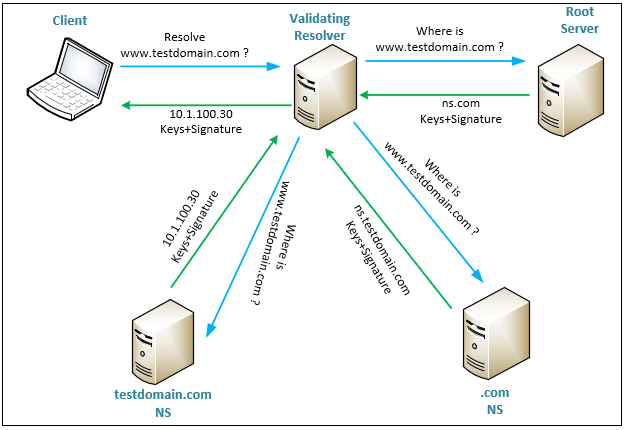 Client
Validating
Resolver
Root
Server
Resolve
www.testdomain.com ?
Where is
www.testdomain.com ?
10.1.100.30
Keys+Signature
ns.com
Keys+Signature
10.1.100.30
Keys+Signature
Where is
www.testdomain.com ?
ns.testdomain.com
Keys+Signature
Where is
www.testdomain.com ?
testdomain.com
NS
.com
NS